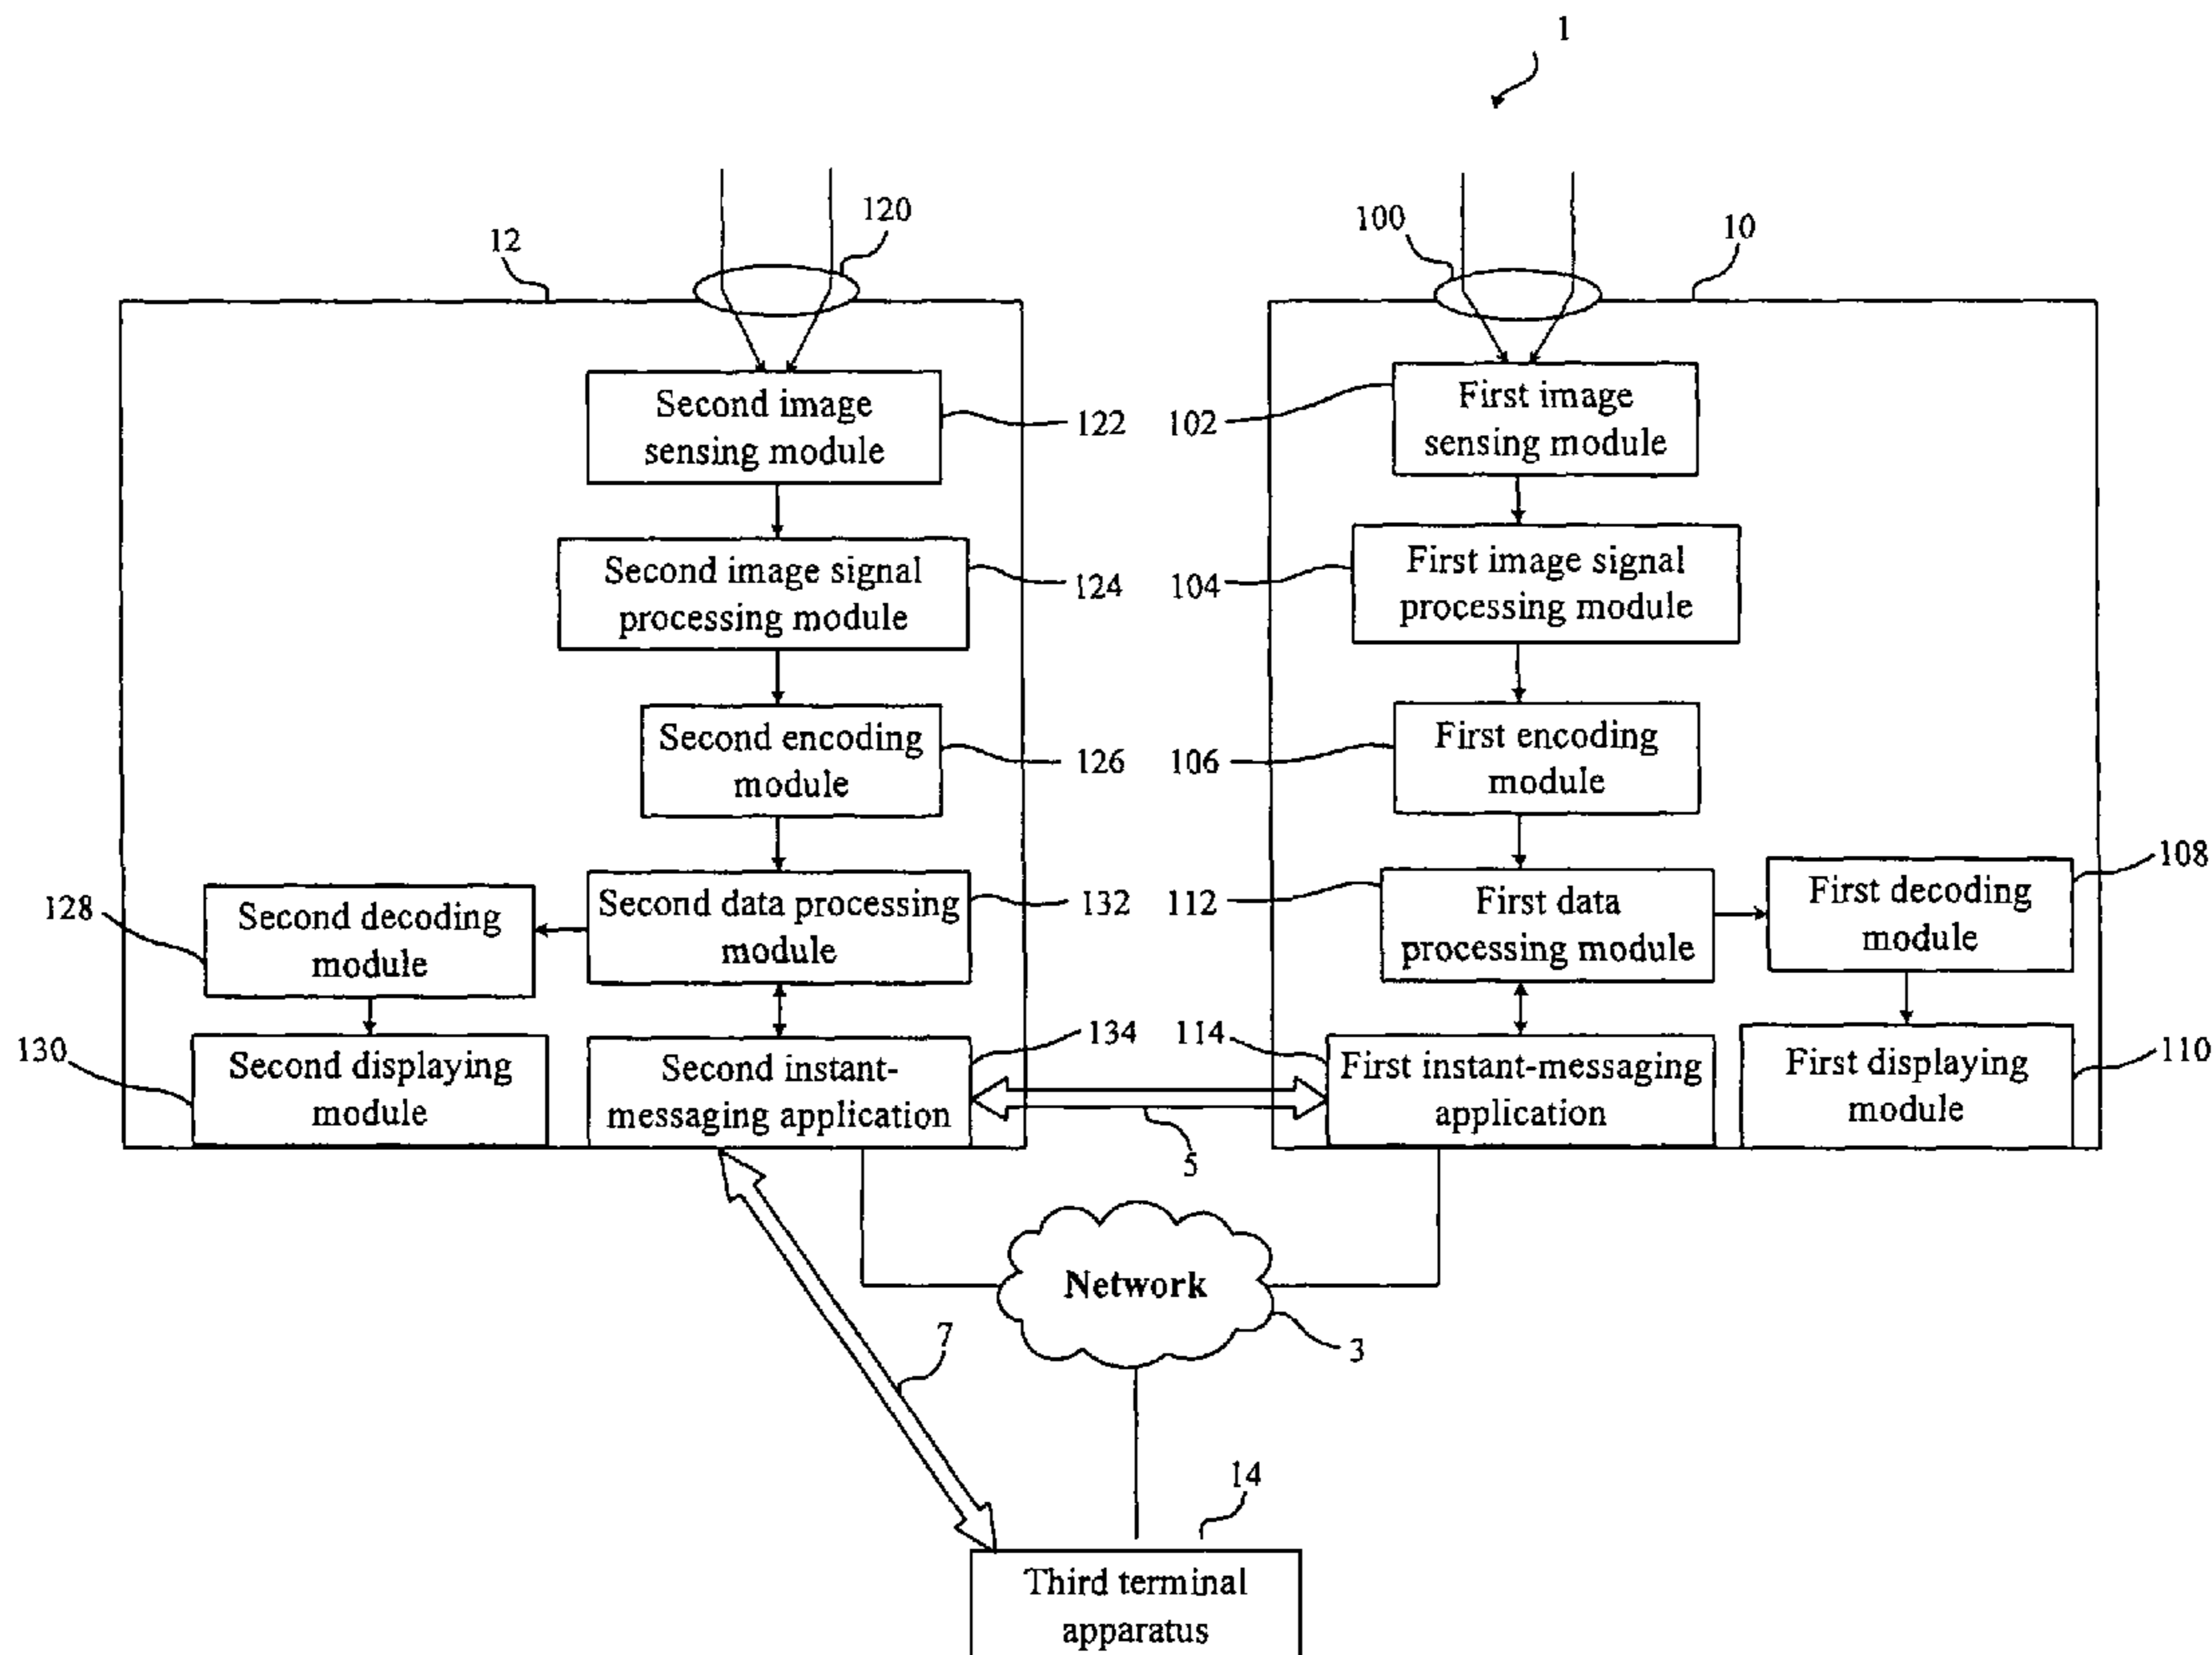 1
120
100
12
10
Second image
sensing module
122
102
First image
sensing module
Second image signal
processing module
124
104
First image signal
processing module
Second encoding
module
126
106
First encoding
module
128
Second decoding
module
Second data processing
module
132
112
First data
processing module
First decoding
module
108
130
Second displaying
module
Second instant-
messaging application
134
114
First instant-messaging
application
First displaying
module
110
5
Network
3
7
14
Third terminal
apparatus